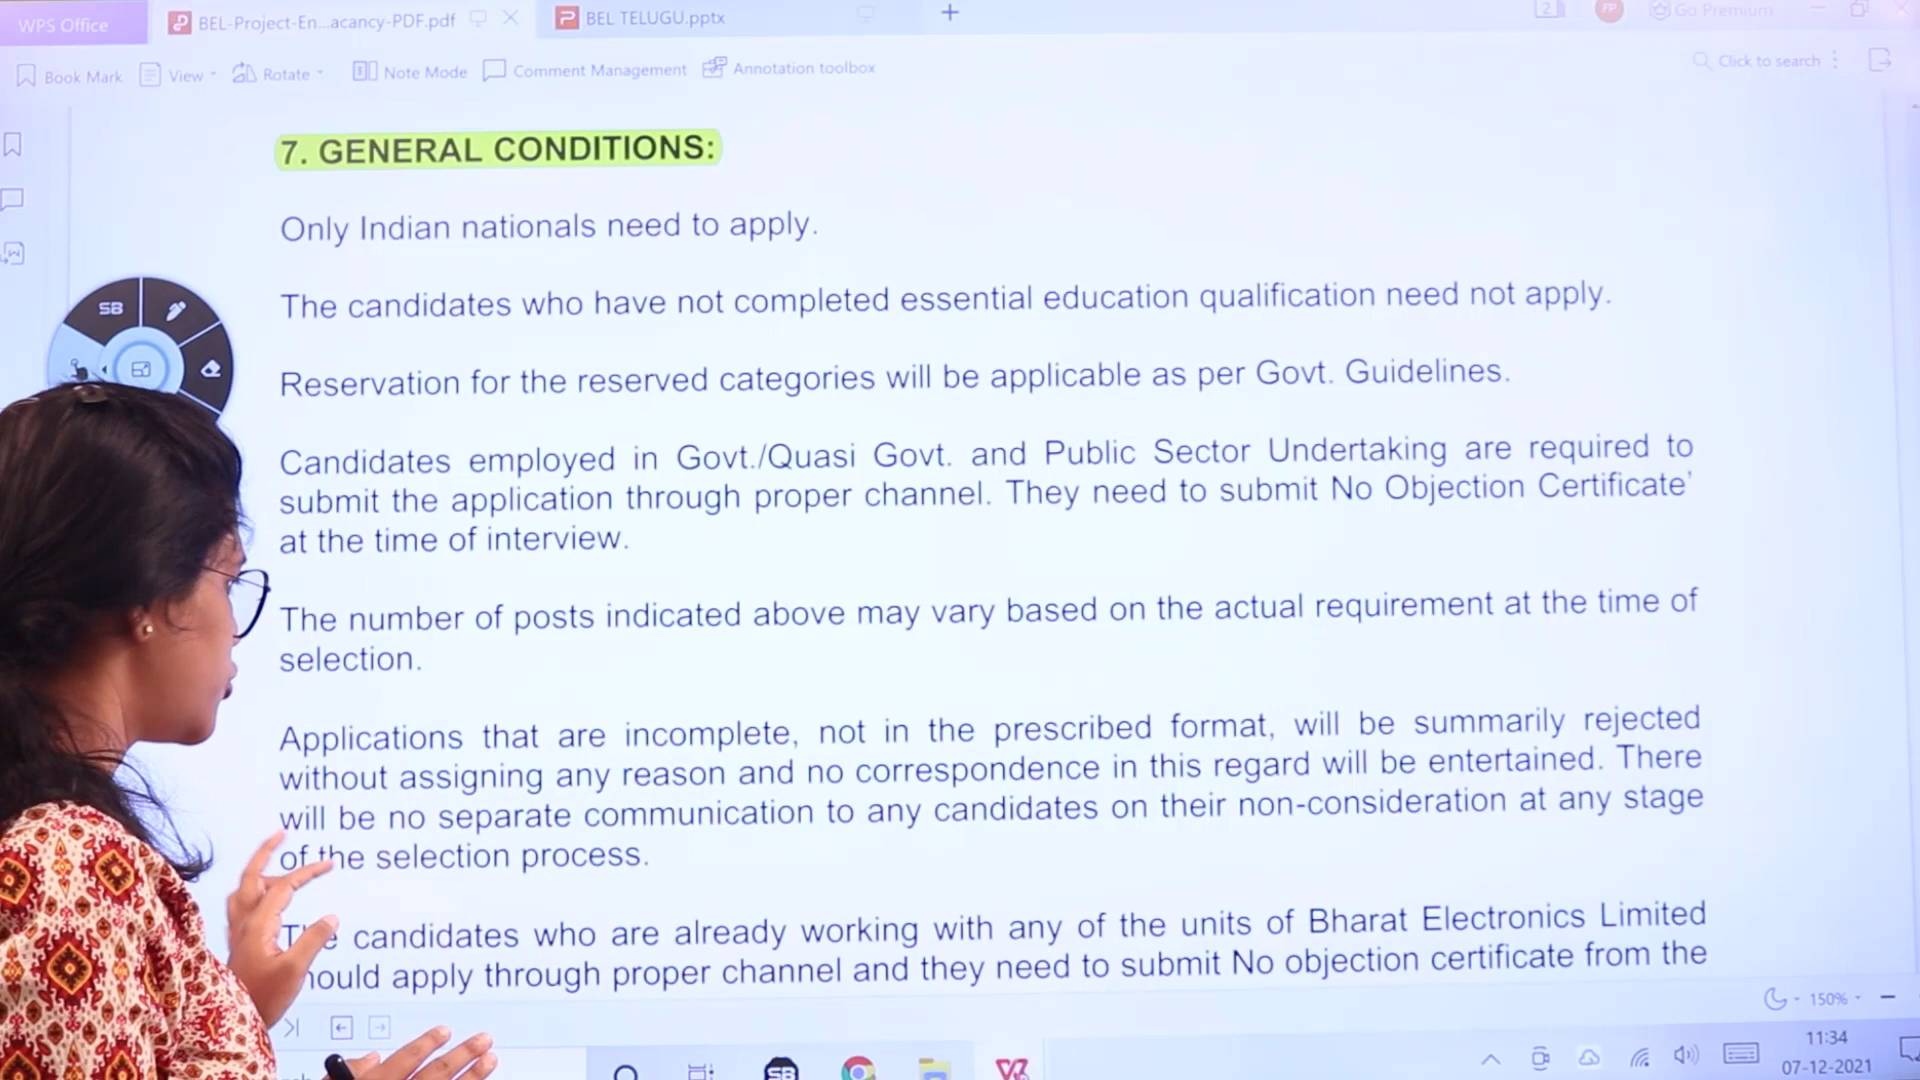 WPS Office
BEL-Project-En...acancy-PDF.pdf
BEL TELUGU.pptx
2
FP
Go Premium
Book Mark
View
Rotate
Note Mode
Comment Management
Annotation toolbox
Click to search
7. GENERAL CONDITIONS:
Only Indian nationals need to apply.
The candidates who have not completed essential education qualification need not apply.
SB
Reservation for the reserved categories will be applicable as per Govt. Guidelines.
Candidates employed in Govt./Quasi Govt. and Public Sector Undertaking are required to
submit the application through proper channel. They need to submit No Objection Certificate'
at the time of interview.
The number of posts indicated above may vary based on the actual requirement at the time of
selection.
Applications that are incomplete, not in the prescribed format, will be summarily rejected
without assigning any reason and no correspondence in this regard will be entertained. There
will be no separate communication to any candidates on their non-consideration at any stage
of the selection process.
candidates who are already working with any of the units of Bharat Electronics Limited
apply through proper channel and they need to submit No objection certificate from the
150%
SB
11:34
07-12-2021